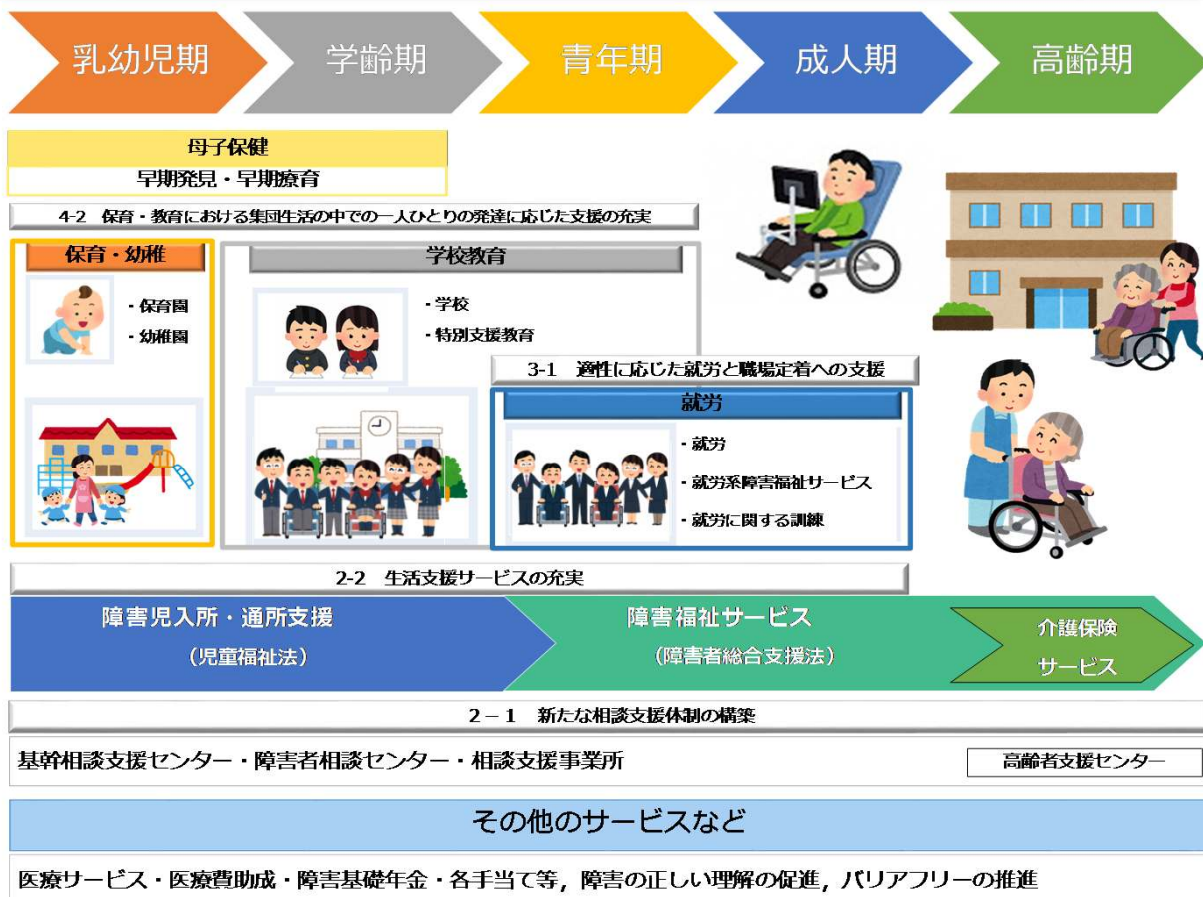 乳幼児期
学齢期
青年期
成人期
高齢期
母子保健
早期発見・早期療育
4-2 保育・教育における集団生活の中での一人ひとりの発達に応じた支援の充実
保育・幼稚
・保育園
・幼稚園
学校教育
・学校
・特別支援教育
3-1 適性に応じた就労と職場定着への支援
就労
・就労
・就労系障害福祉サービス
・就労に関する訓練
2-2 生活支援サービスの充実
障害児入所・通所支援
（児童福祉法）
障害福祉サービス
（障害者総合支援法）
介護保険
サービス
2－1 新たな相談支援体制の構築
基幹相談支援センター・障害者相談センター・相談支援事業所
高齢者支援センター
その他のサービスなど
医療サービス・医療費助成・障害基礎年金・各手当て等，障害の正しい理解の促進，バリアフリーの推進